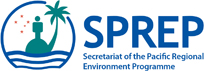 SPREP
Secretariat of the Pacific Regional
Environment Programme